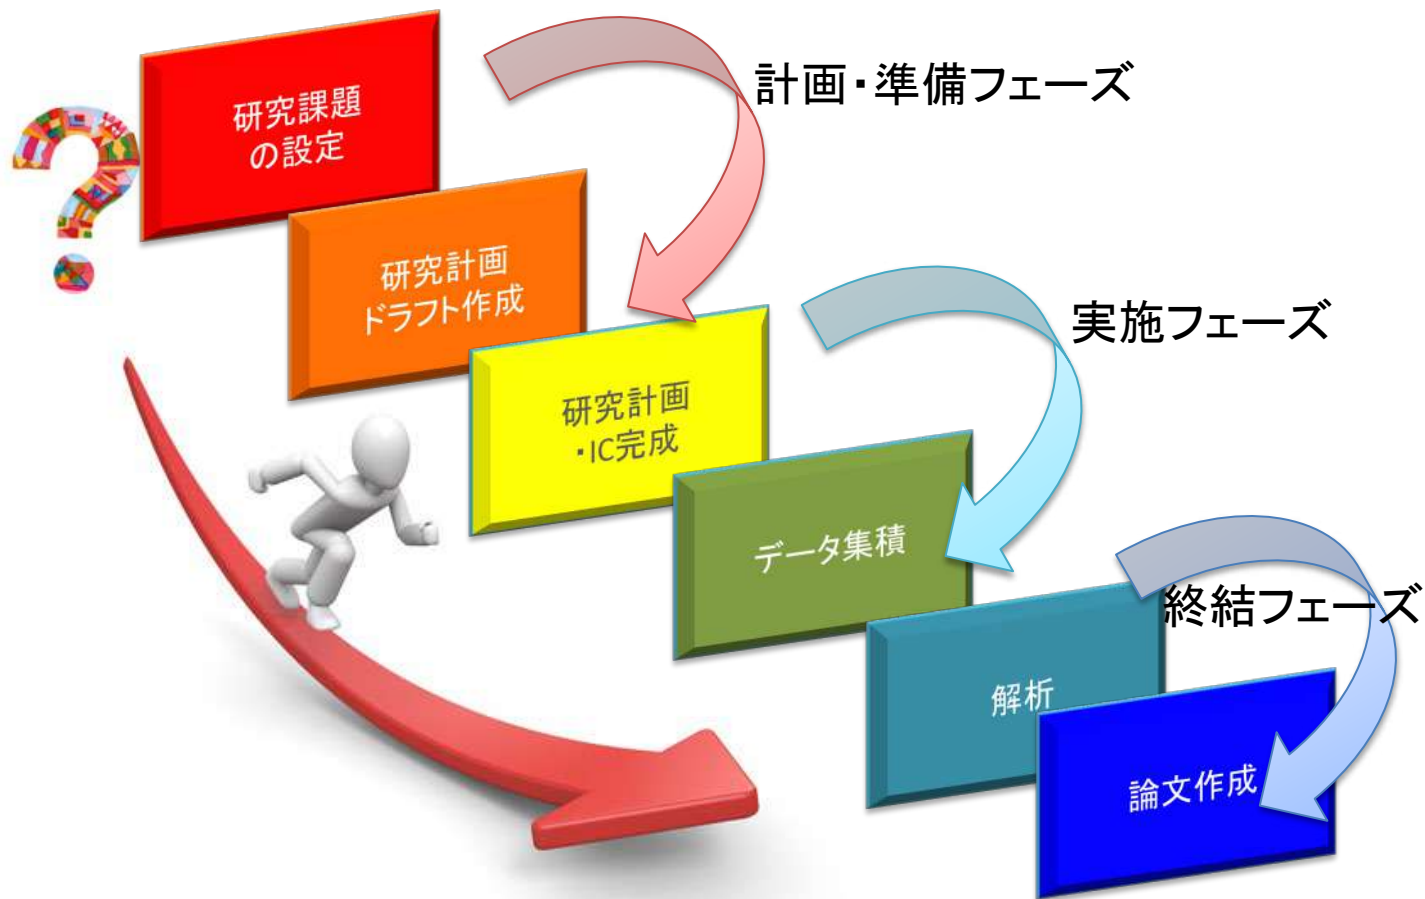 研究課題
の設定
計画・準備フェーズ
研究計画
ドラフト作成
研究計画
・IC完成
実施フェーズ
データ集積
解析
終結フェーズ
論文作成